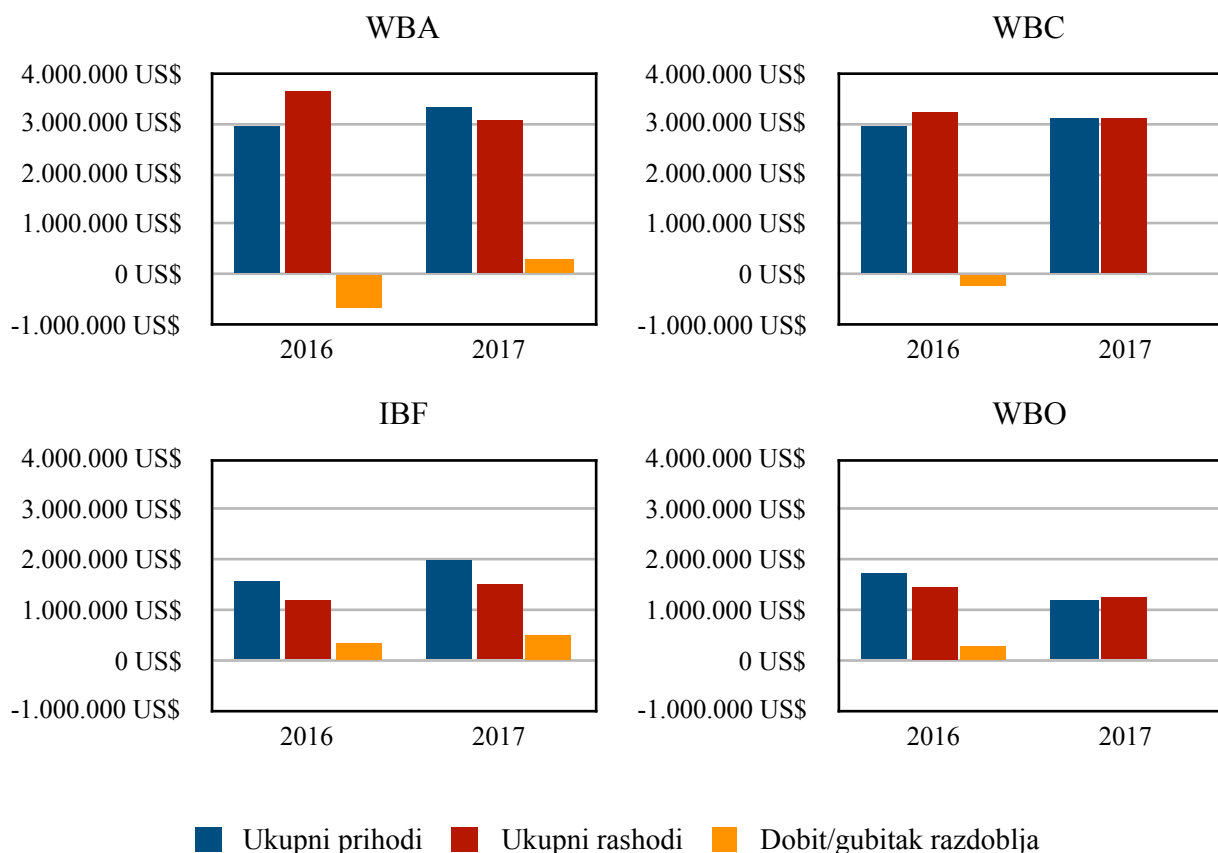 WBA
4.000.000 US$
3.000.000 US$
2.000.000 US$
1.000.000 US$
0 US$
-1.000.000 US$
2016 2017
WBC
4.000.000 US$
3.000.000 US$
2.000.000 US$
1.000.000 US$
0 US$
-1.000.000 US$
2016 2017
IBF
4.000.000 US$
3.000.000 US$
2.000.000 US$
1.000.000 US$
0 US$
-1.000.000 US$
2016 2017
WBO
4.000.000 US$
3.000.000 US$
2.000.000 US$
1.000.000 US$
0 US$
-1.000.000 US$
2016 2017
Ukupni prihodi Ukupni rashodi Dobit/gubitak razdoblja